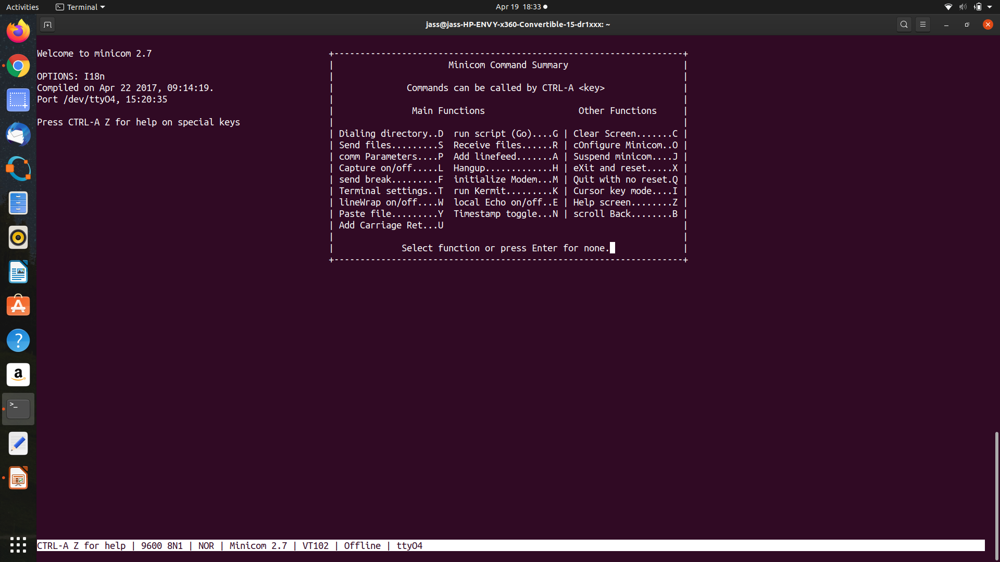 Activities Terminal Apr 19 18:33
jass@jass-HP-ENVY-x360-Convertible-15-dr1xxx: ~
Welcome to minicom 2.7
OPTIONS: I18n
Compiled on Apr 22 2017, 09:14:19.
Port /dev/ttyO4, 15:20:35
Press CTRL-A Z for help on special keys
+-------------------------------------------------------------------+
| Minicom Command Summary |
| |
| Commands can be called by CTRL-A <key> |
| |
| Main Functions Other Functions |
| |
| Dialing directory..D run script (Go)....G | Clear Screen.......C |
| Send files.........S Receive files......R | cOnfigure Minicom..O |
| comm Parameters....P Add linefeed.......A | Suspend minicom....J |
| Capture on/off.....L Hangup.............H | eXit and reset.....X |
| send break.........F initialize Modem...M | Quit with no reset.Q |
| Terminal settings..T run Kermit.........K | Cursor key mode....I |
| lineWrap on/off....W local Echo on/off..E | Help screen........Z |
| Paste file.........Y Timestamp toggle...N | scroll Back........B |
| Add Carriage Ret...U |
| |
| Select function or press Enter for none. |
+-------------------------------------------------------------------+
CTRL-A Z for help | 9600 8N1 | NOR | Minicom 2.7 | VT102 | Offline | ttyO4